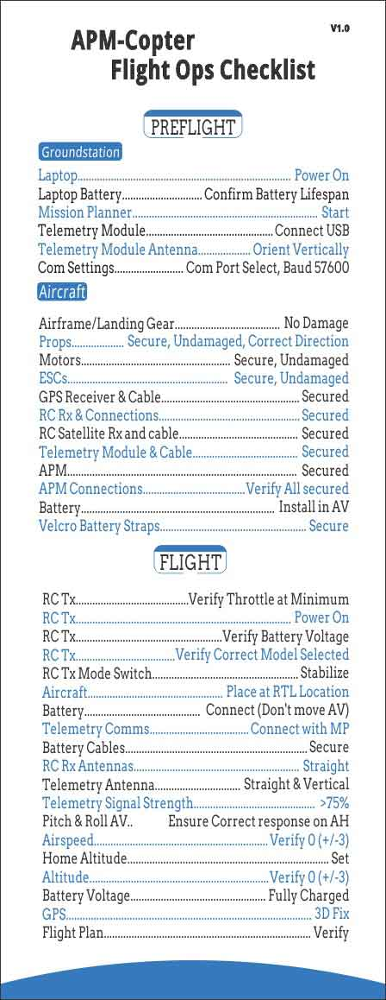 V1.0
APM-Copter
Flight Ops Checklist
PREFLIGHT
Groundstation
Laptop........................................................................ Power On
Laptop Battery............................ Confirm Battery Lifespan
Mission Planner.................................................................. Start
Telemetry Module............................................. Connect USB
Telemetry Module Antenna.................. Orient Vertically
Com Settings........................ Com Port Select, Baud 57600
Aircraft
Airframe/Landing Gear..................................... No Damage
Props.................. Secure, Undamaged, Correct Direction
Motors..................................................... Secure, Undamaged
ESCs......................................................... Secure, Undamaged
GPS Receiver & Cable................................................. Secured
RC Rx & Connections.................................................. Secured
RC Satellite Rx and cable.......................................... Secured
Telemetry Module & Cable..................................... Secured
APM................................................................................. Secured
APM Connections....................................Verify All secured
Battery..................................................................... Install in AV
Velcro Battery Straps.................................................... Secure
FLIGHT
RC Tx........................................Verify Throttle at Minimum
RC Tx............................................................................ Power On
RC Tx....................................................Verify Battery Voltage
RC Tx...................................Verify Correct Model Selected
RC Tx Mode Switch.................................................... Stabilize
Aircraft................................................ Place at RTL Location
Battery......................................... Connect (Don't move AV)
Telemetry Comms................................... Connect with MP
Battery Cables................................................................ Secure
RC Rx Antennas........................................................... Straight
Telemetry Antenna.............................. Straight & Vertical
Telemetry Signal Strength........................................... >75%
Pitch & Roll AV.. Ensure Correct response on AH
Airspeed.............................................................. Verify 0 (+/-3)
Home Altitude....................................................................... Set
Altitude................................................................Verify 0 (+/-3)
Battery Voltage................................................ Fully Charged
GPS....................................................................................... 3D Fix
Flight Plan......................................................................... Verify